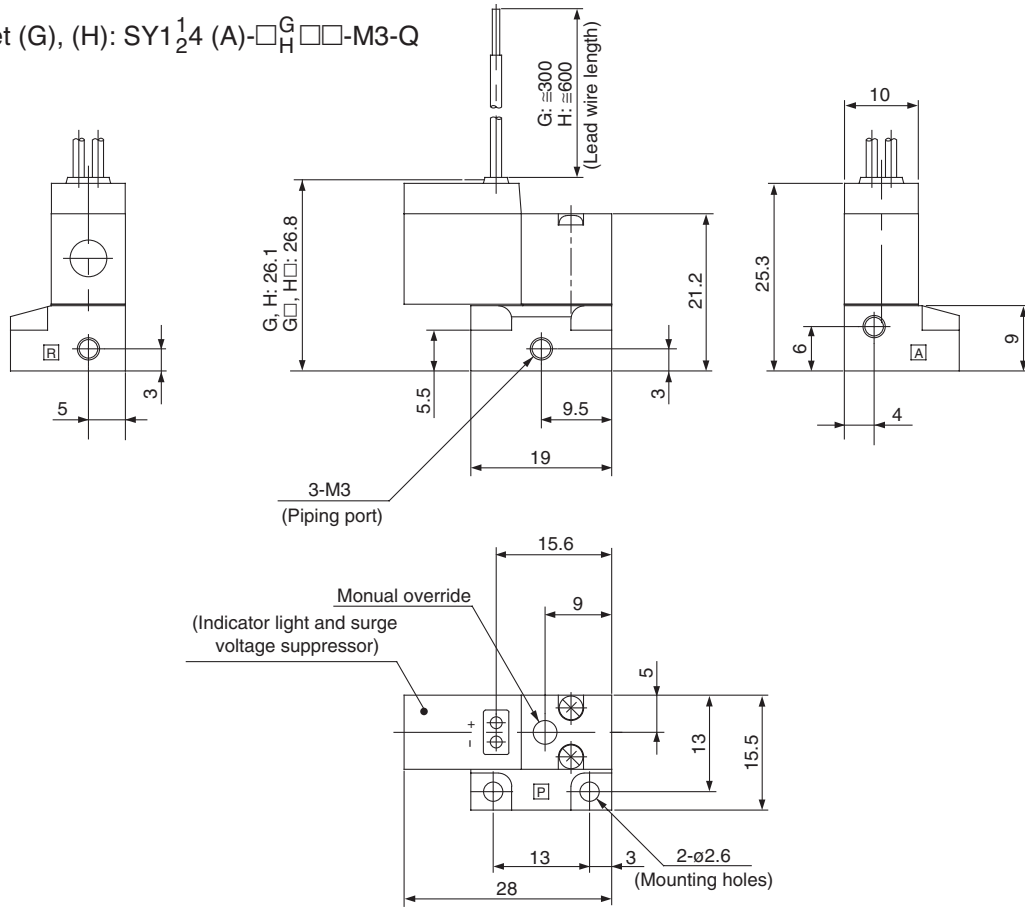 et (G), (H): SY1 1/2 4 (A)-□ G/H □□-M3-Q
G: ≅300
H: ≅600
(Lead wire length)
10
G, H: 26.1
G□, H□: 26.8
21.2
25.3
R
3
5
5.5
3
9.5
19
6
A
9
4
3-M3
(Piping port)
15.6
Monual override
9
(Indicator light and surge
voltage suppressor)
5
+
-
13
15.5
P
13
3
2-ø2.6
(Mounting holes)
28